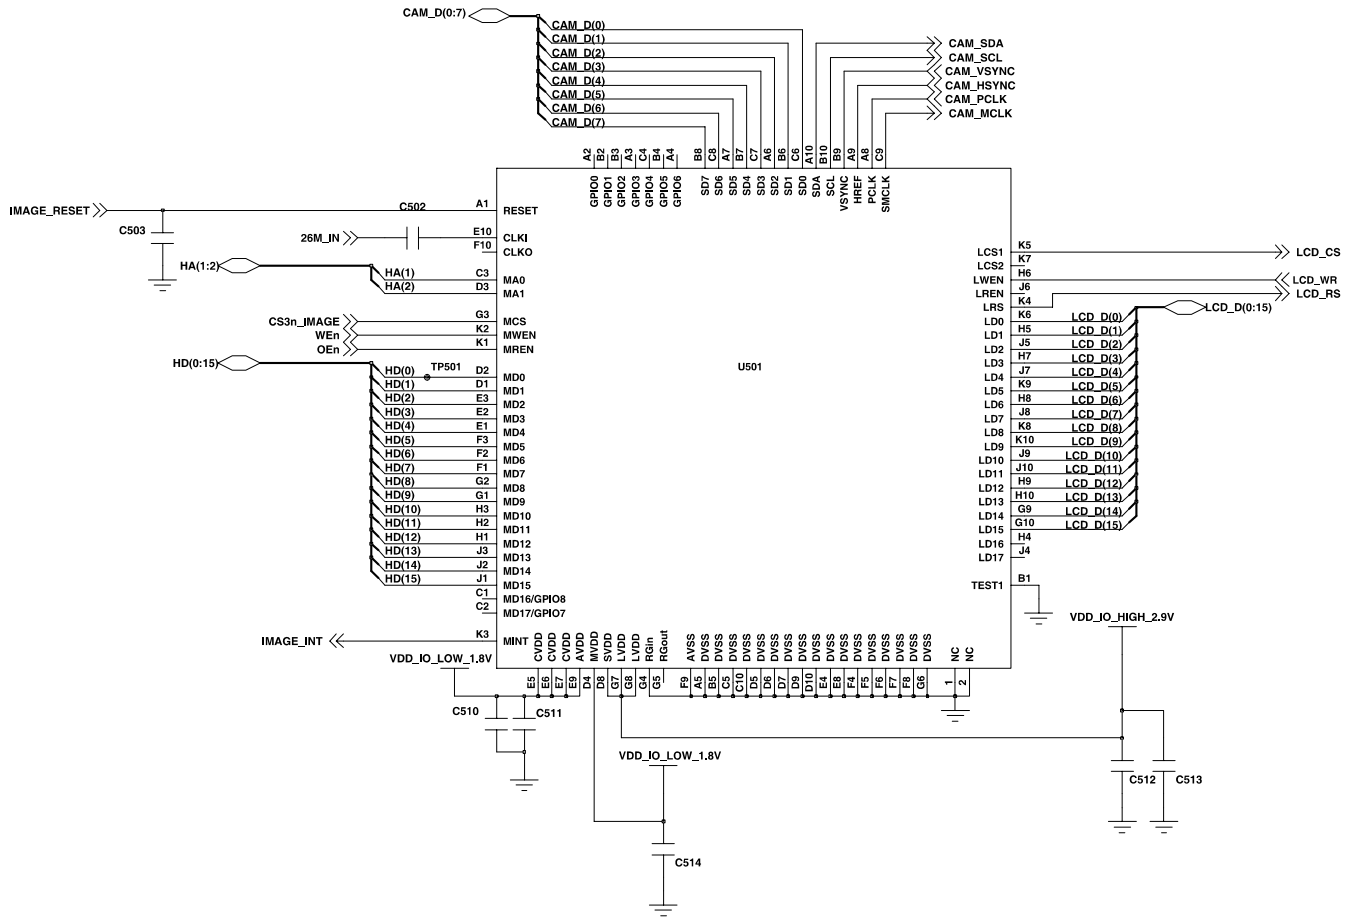 CAM_D(0:7)
CAM_D(0)
CAM_D(1)
CAM_D(2)
CAM_D(3)
CAM_D(4)
CAM_D(5)
CAM_D(6)
CAM_D(7)
CAM_SDA
CAM_SCL
CAM_VSYNC
CAM_HSYNC
CAM_PCLK
CAM_MCLK
A2 B2 B3 A3 C4 B4 A4 B8 C8 A7 B7 C7 A6 B6 C6 A10 B10 B9 A9 A8 C9
GPIO0 GPIO1 GPIO2 GPIO3 GPIO4 GPIO5 GPIO6 SD7 SD6 SD5 SD4 SD3 SD2 SD1 SD0 SDA SCL VSYNC HREF PCLK SMCLK
IMAGE_RESET A1 RESET
C503
C502
26M_IN E10 CLKI
F10 CLKO
HA(1:2)
HA(1) C3 MA0
HA(2) D3 MA1
CS3n_IMAGE G3 MCS
WEn K2 MWEN
OEn K1 MREN
HD(0:15)
TP501
HD(0) D2 MD0
HD(1) D1 MD1
HD(2) E3 MD2
HD(3) E2 MD3
HD(4) E1 MD4
HD(5) F3 MD5
HD(6) F2 MD6
HD(7) F1 MD7
HD(8) G2 MD8
HD(9) G1 MD9
HD(10) H3 MD10
HD(11) H2 MD11
HD(12) H1 MD12
HD(13) J3 MD13
HD(14) J2 MD14
HD(15) J1 MD15
C1 MD16/GPIO8
C2 MD17/GPIO7
IMAGE_INT K3 MINT
U501
LCS1 K5 LCD_CS
LCS2 K7
LWEN H6 LCD_WR
LREN J6
LRS K4 LCD_RS
LCD_D(0:15)
LD0 K6 LCD_D(0)
LD1 H5 LCD_D(1)
LD2 J5 LCD_D(2)
LD3 H7 LCD_D(3)
LD4 J7 LCD_D(4)
LD5 K9 LCD_D(5)
LD6 H8 LCD_D(6)
LD7 J8 LCD_D(7)
LD8 K8 LCD_D(8)
LD9 K10 LCD_D(9)
LD10 J9 LCD_D(10)
LD11 J10 LCD_D(11)
LD12 H9 LCD_D(12)
LD13 H10 LCD_D(13)
LD14 G9 LCD_D(14)
LD15 G10 LCD_D(15)
LD16 H4
LD17 J4
TEST1 B1
VDD_IO_HIGH_2.9V
CVDD CVDD CVDD AVDD MVDD SVDD LVDD LVDD RGin RGout AVSS DVSS DVSS DVSS DVSS DVSS DVSS DVSS DVSS DVSS DVSS DVSS DVSS DVSS DVSS DVSS DVSS DVSS NC NC
VDD_IO_LOW_1.8V
E5 E6 E7 E9 D4 D8 G7 G8 G4 G5 F9 A5 B5 C5 C10 D5 D6 D7 D9 D10 E4 E8 F4 F5 F6 F7 F8 G6 1 2
C510
C511
VDD_IO_LOW_1.8V
C512
C513
C514